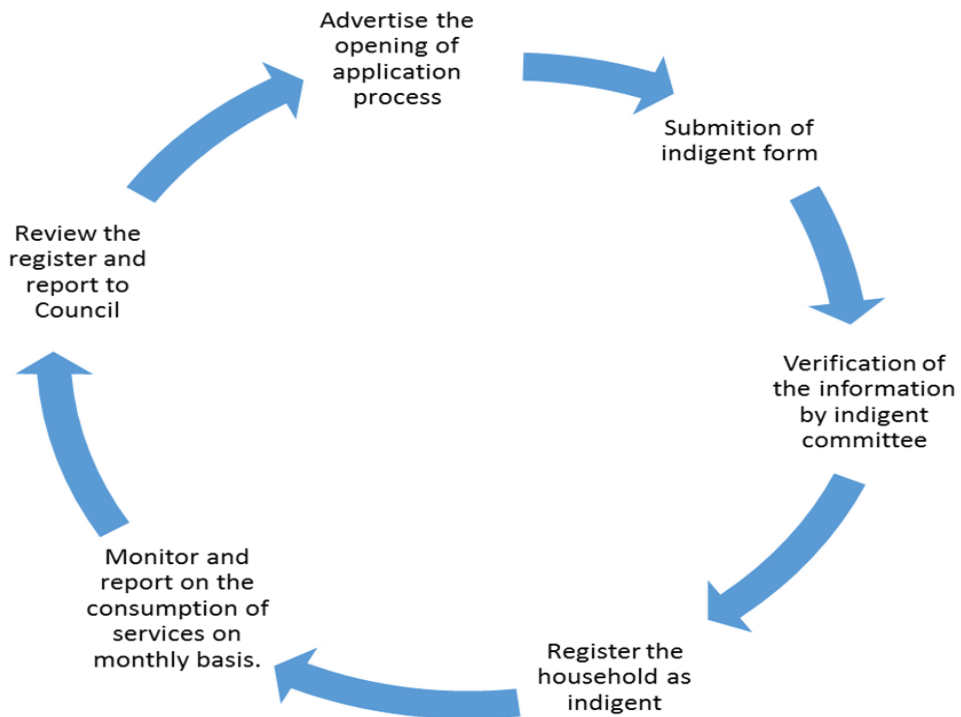 Advertise the
opening of
application
process
Submition of
indigent form
Verification of
the information
by indigent
committee
Register the
household as
indigent
Monitor and
report on the
consumption of
services on
monthly basis.
Review the
register and
report to
Council